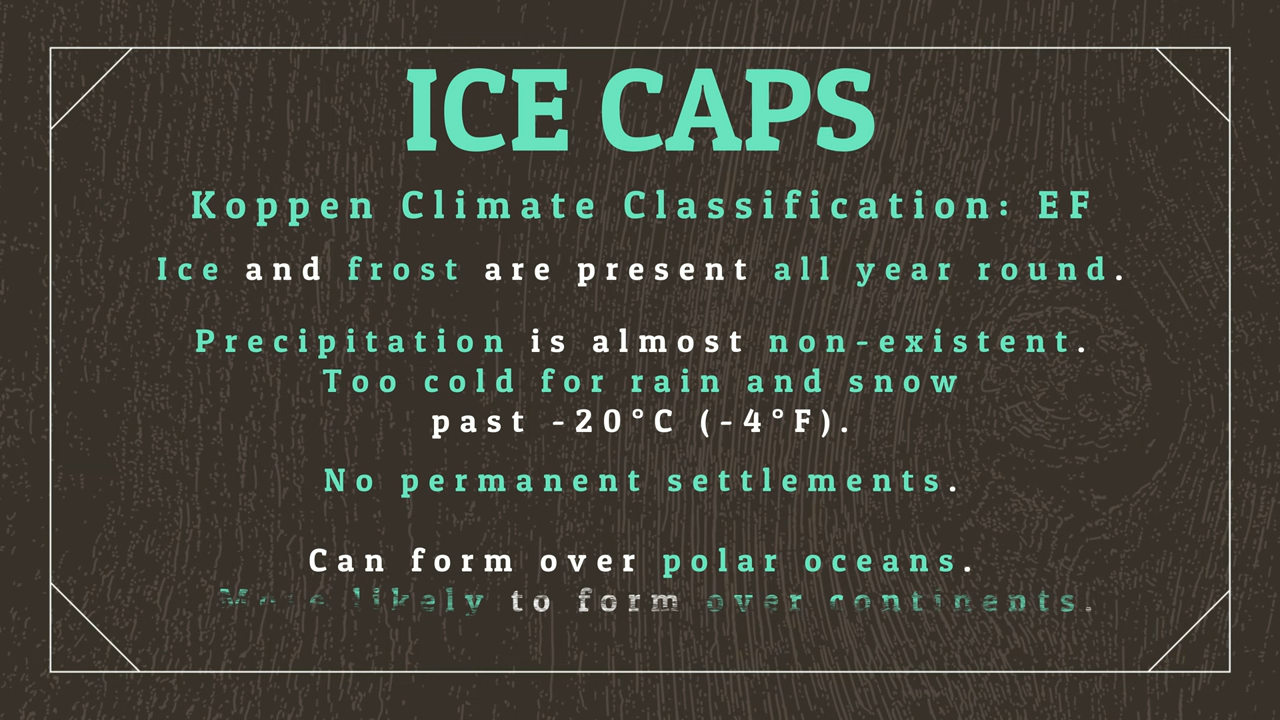 ICE CAPS
Koppen Climate Classification: EF
Ice and frost are present all year round.
Precipitation is almost non-existent.
Too cold for rain and snow
past -20°C (-4°F).
No permanent settlements.
Can form over polar oceans.
More likely to form over continents.